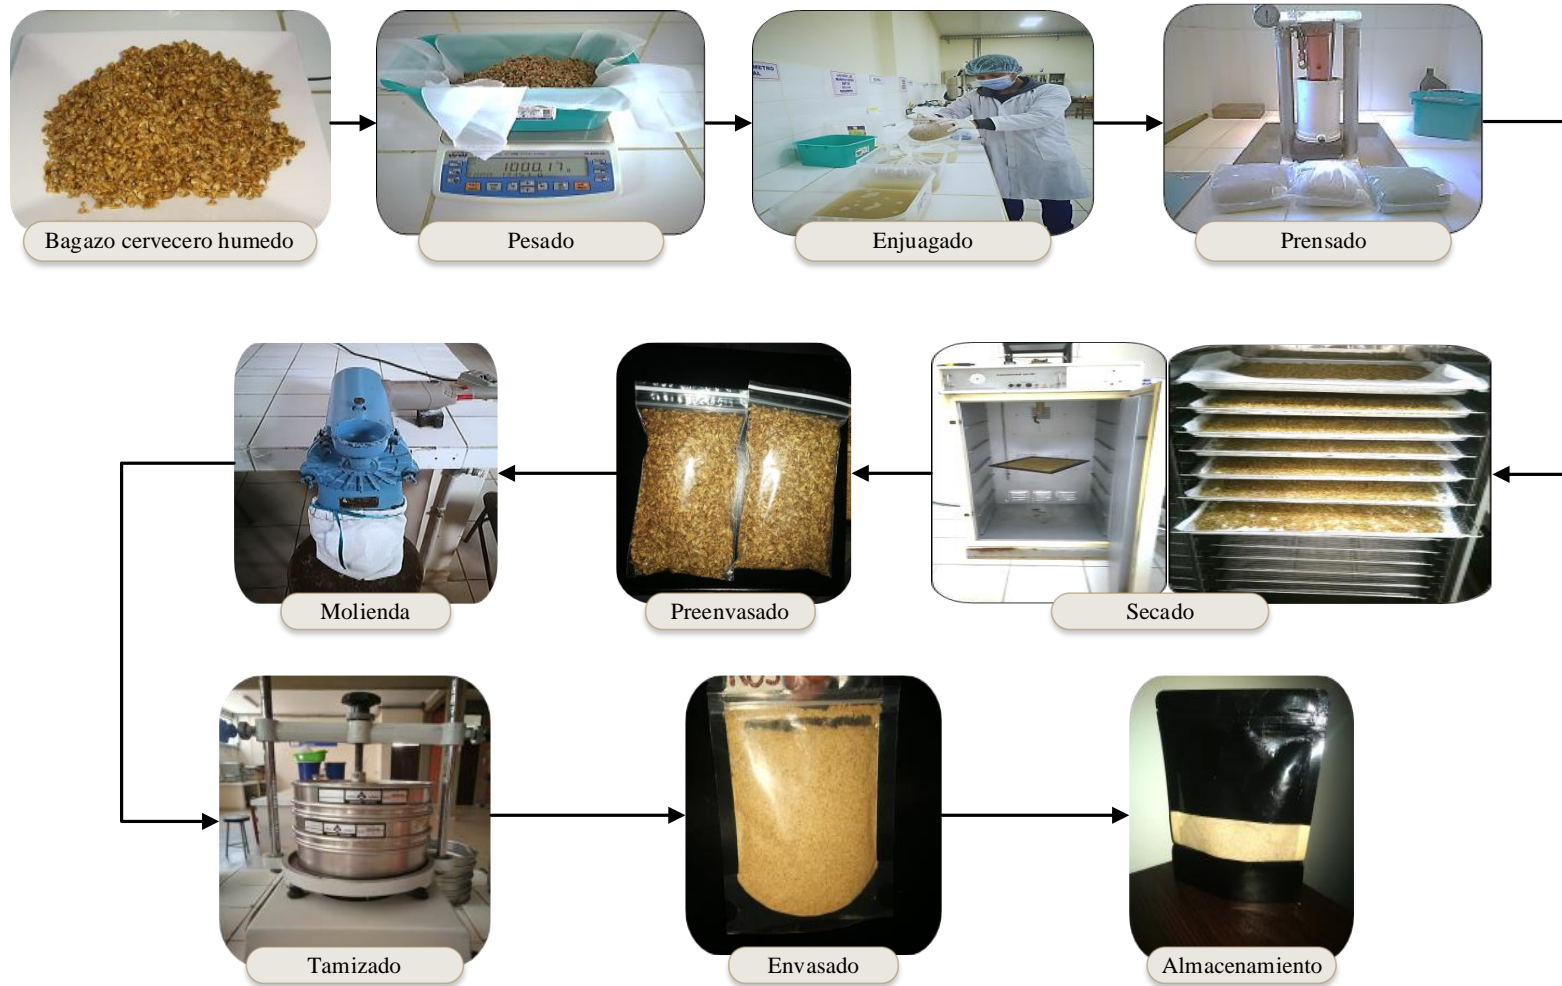 Bagazo cervecero humedo
Pesado
1000.17
Enjuagado
Prensado
Molienda
Preenvasado
Secado
Tamizado
Envasado
Almacenamiento